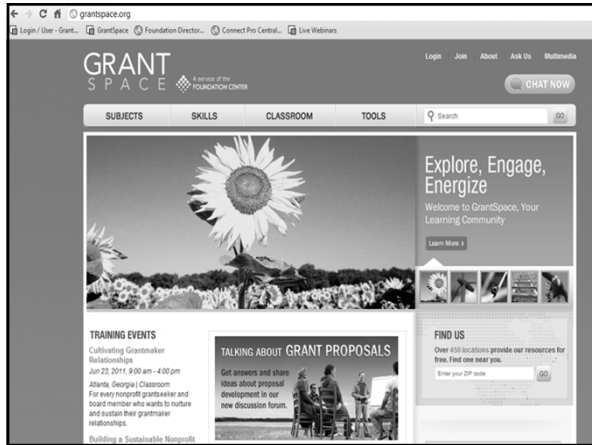 grantspace.org
Login / User - Grant... GrantSpace Foundation Director... Connect Pro Central... Live Webinars
GRANT
SPACE
A service of the
FOUNDATION CENTER
Login Join About Ask Us Multimedia
CHAT NOW
SUBJECTS SKILLS CLASSROOM TOOLS Search GO
Explore, Engage,
Energize
Welcome to GrantSpace, Your
Learning Community
Learn More >
TRAINING EVENTS
Cultivating Grantmaker
Relationships
Jun 23, 2011, 9:00 am - 4:00 pm
Atlanta, Georgia | Classroom
For every nonprofit grantseeker and
board member who wants to nurture
and sustain their grantmaker
relationships.
Building a Sustainable Nonprofit
TALKING ABOUT GRANT PROPOSALS
Get answers and share
ideas about proposal
development in our
new discussion forum.
FIND US
Over 450 locations provide our resources for
free. Find one near you.
Enter your ZIP code GO